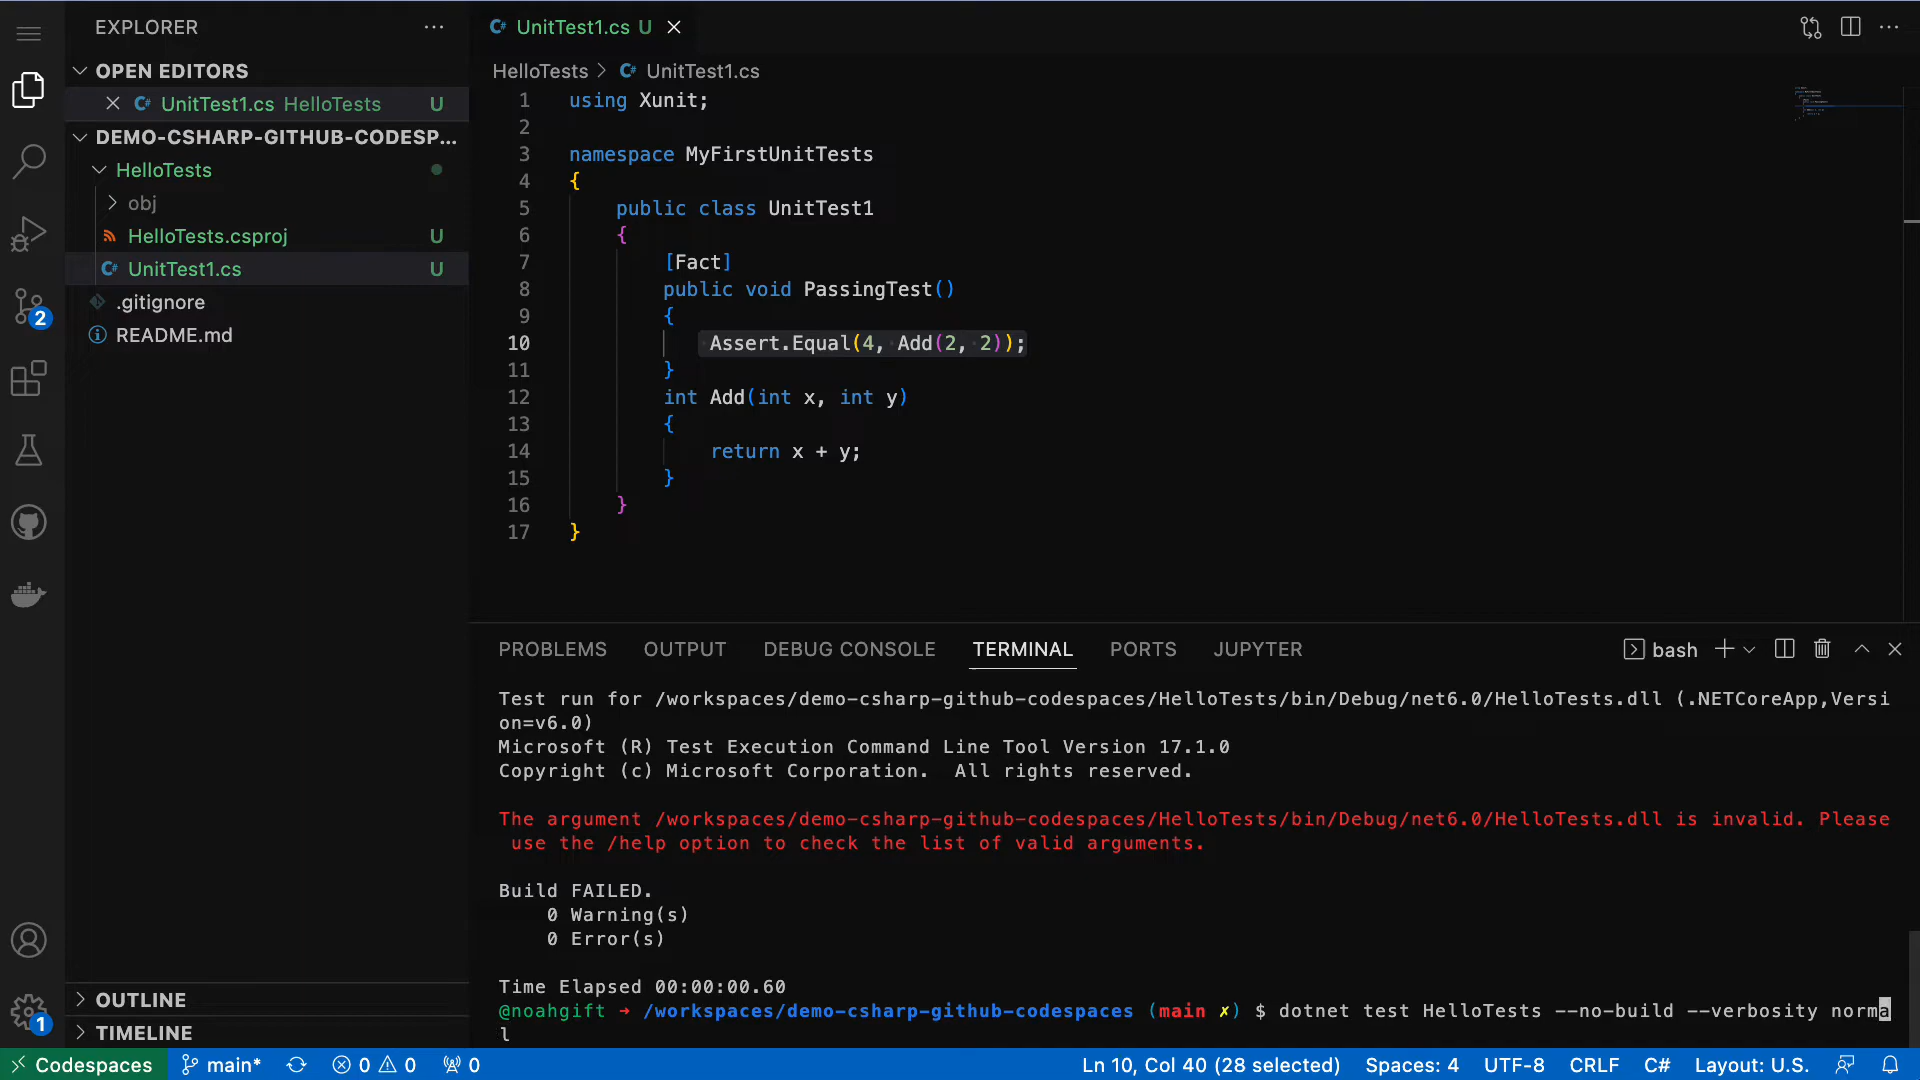 EXPLORER
OPEN EDITORS
UnitTest1.cs HelloTests U
DEMO-CSHARP-GITHUB-CODESP...
HelloTests
obj
HelloTests.csproj U
UnitTest1.cs U
.gitignore
README.md
OUTLINE
TIMELINE
2
1
UnitTest1.cs U
HelloTests > UnitTest1.cs
1 using Xunit;
2
3 namespace MyFirstUnitTests
4 {
5 public class UnitTest1
6 {
7 [Fact]
8 public void PassingTest()
9 {
10 Assert.Equal(4, Add(2, 2));
11 }
12 int Add(int x, int y)
13 {
14 return x + y;
15 }
16 }
17 }
PROBLEMS OUTPUT DEBUG CONSOLE TERMINAL PORTS JUPYTER bash
Test run for /workspaces/demo-csharp-github-codespaces/HelloTests/bin/Debug/net6.0/HelloTests.dll (.NETCoreApp,Versi
on=v6.0)
Microsoft (R) Test Execution Command Line Tool Version 17.1.0
Copyright (c) Microsoft Corporation.  All rights reserved.
The argument /workspaces/demo-csharp-github-codespaces/HelloTests/bin/Debug/net6.0/HelloTests.dll is invalid. Please
use the /help option to check the list of valid arguments.
Build FAILED.
0 Warning(s)
0 Error(s)
Time Elapsed 00:00:00.60
@noahgift → /workspaces/demo-csharp-github-codespaces (main ✗) $ dotnet test HelloTests --no-build --verbosity norma
l
Codespaces main* 0 0 0 Ln 10, Col 40 (28 selected) Spaces: 4 UTF-8 CRLF C# Layout: U.S.